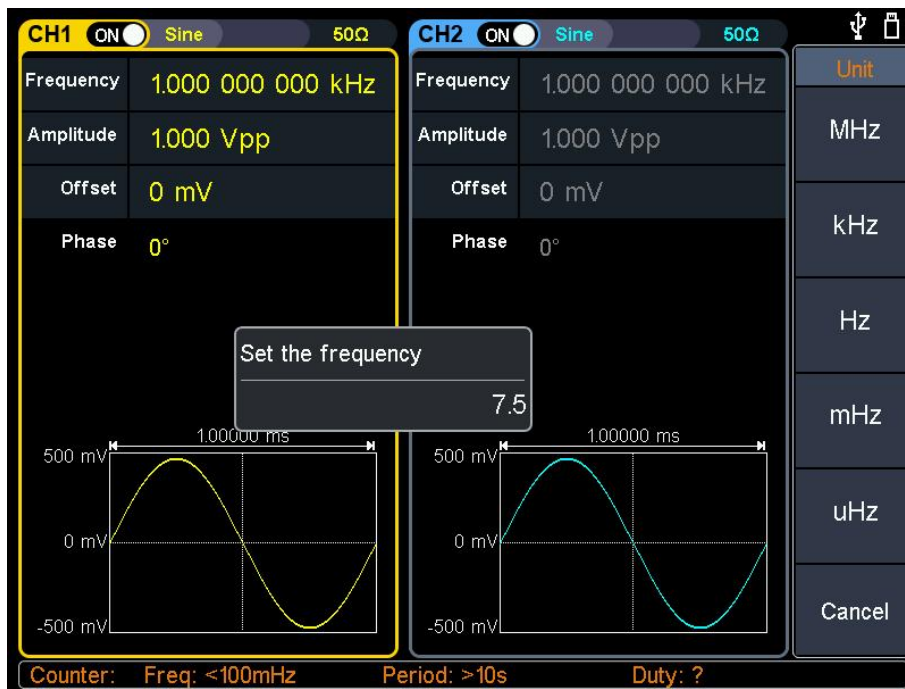 CH1 ON Sine 50Ω
Frequency 1.000 000 000 kHz
Amplitude 1.000 Vpp
Offset 0 mV
Phase 0°
1.00000 ms
500 mV
0 mV
-500 mV
CH2 ON Sine 50Ω
Frequency 1.000 000 000 kHz
Amplitude 1.000 Vpp
Offset 0 mV
Phase 0°
1.00000 ms
500 mV
0 mV
-500 mV
Set the frequency
7.5
Unit
MHz
kHz
Hz
mHz
uHz
Cancel
Counter: Freq: <100mHz Period: >10s Duty: ?